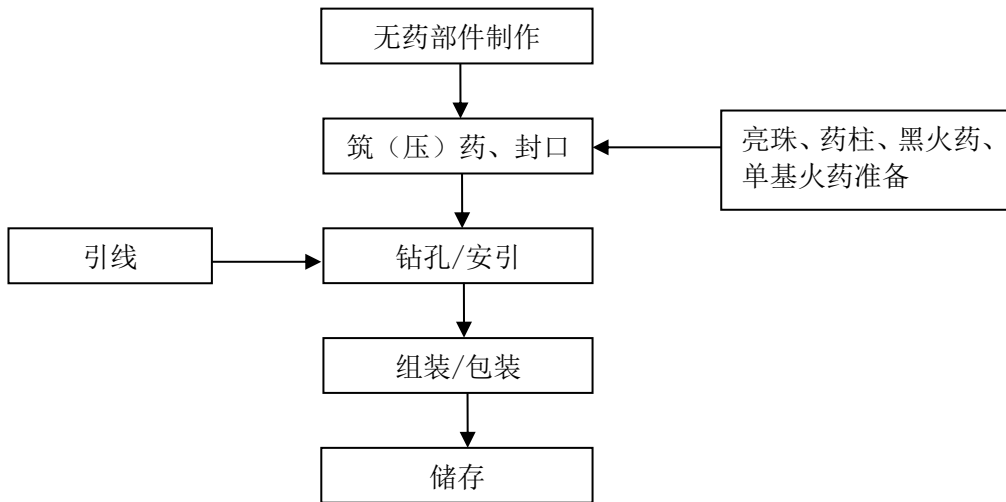 无药部件制作
筑（压）药、封口
亮珠、药柱、黑火药、
单基火药准备
引线
钻孔/安引
组装/包装
储存